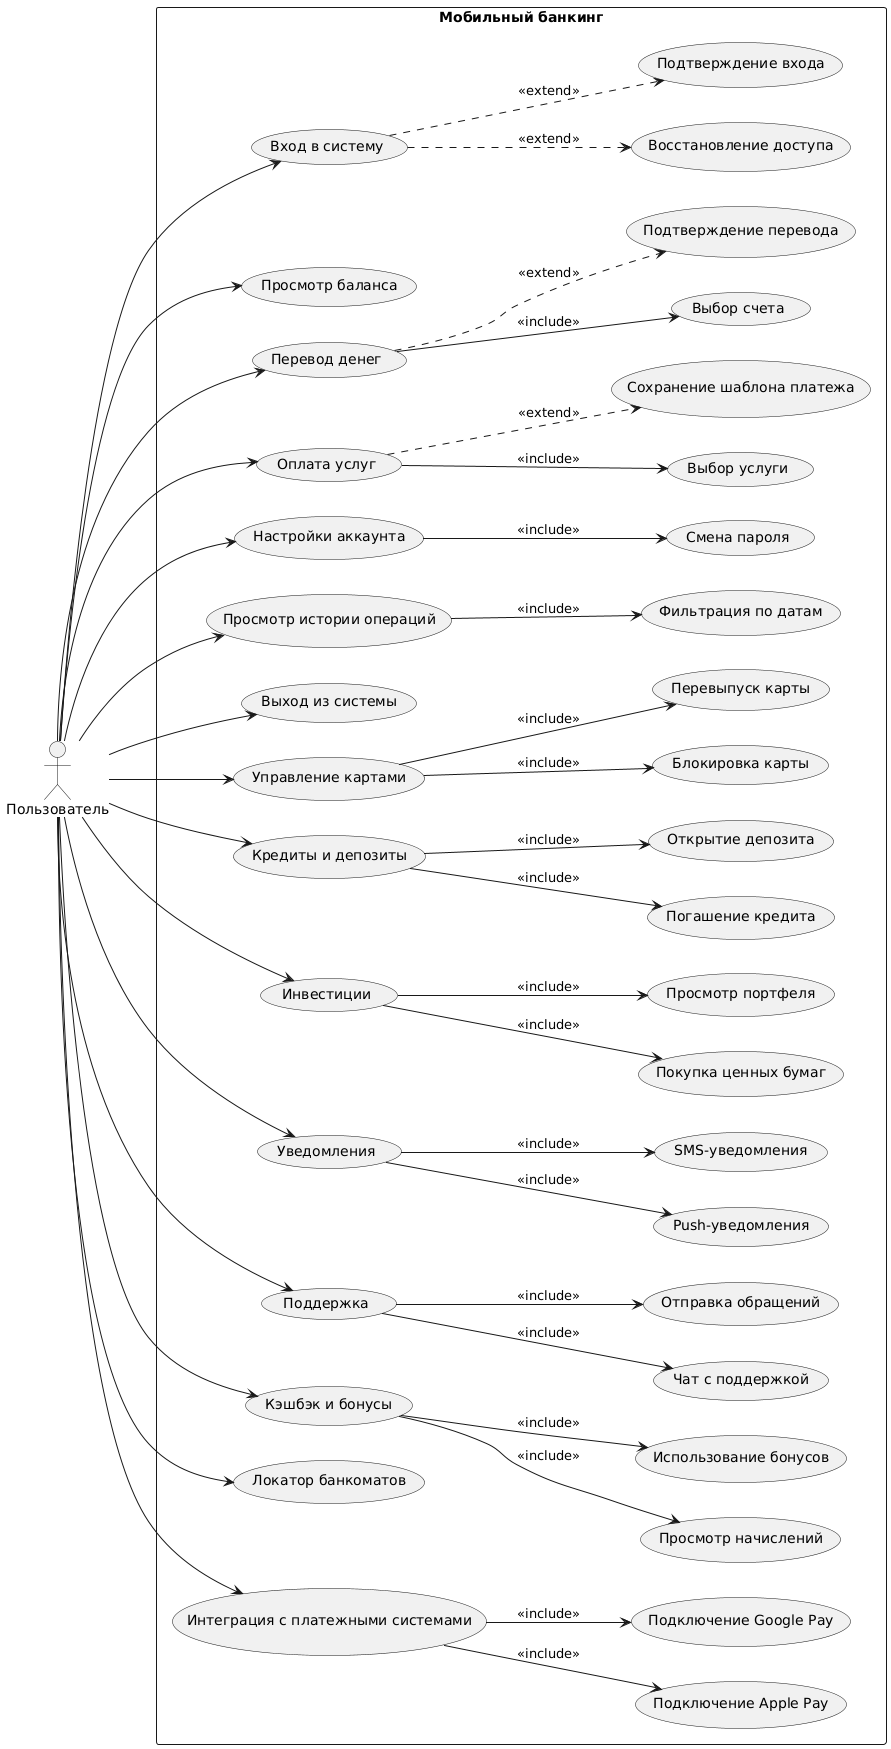 Мобильный банкинг
Подтверждение входа
«extend»
Вход в систему
«extend»
Восстановление доступа
Подтверждение перевода
«extend»
Просмотр баланса
Выбор счета
«include»
Перевод денег
Сохранение шаблона платежа
«extend»
Оплата услуг
«include»
Выбор услуги
Настройки аккаунта
«include»
Смена пароля
Просмотр истории операций
«include»
Фильтрация по датам
Выход из системы
Перевыпуск карты
«include»
Пользователь
Управление картами
«include»
Блокировка карты
Кредиты и депозиты
«include»
Открытие депозита
«include»
Погашение кредита
Инвестиции
«include»
Просмотр портфеля
«include»
Покупка ценных бумаг
Уведомления
«include»
SMS-уведомления
«include»
Push-уведомления
Поддержка
«include»
Отправка обращений
«include»
Чат с поддержкой
Кэшбэк и бонусы
«include»
Использование бонусов
«include»
Локатор банкоматов
Просмотр начислений
Интеграция с платежными системами
«include»
Подключение Google Pay
«include»
Подключение Apple Pay